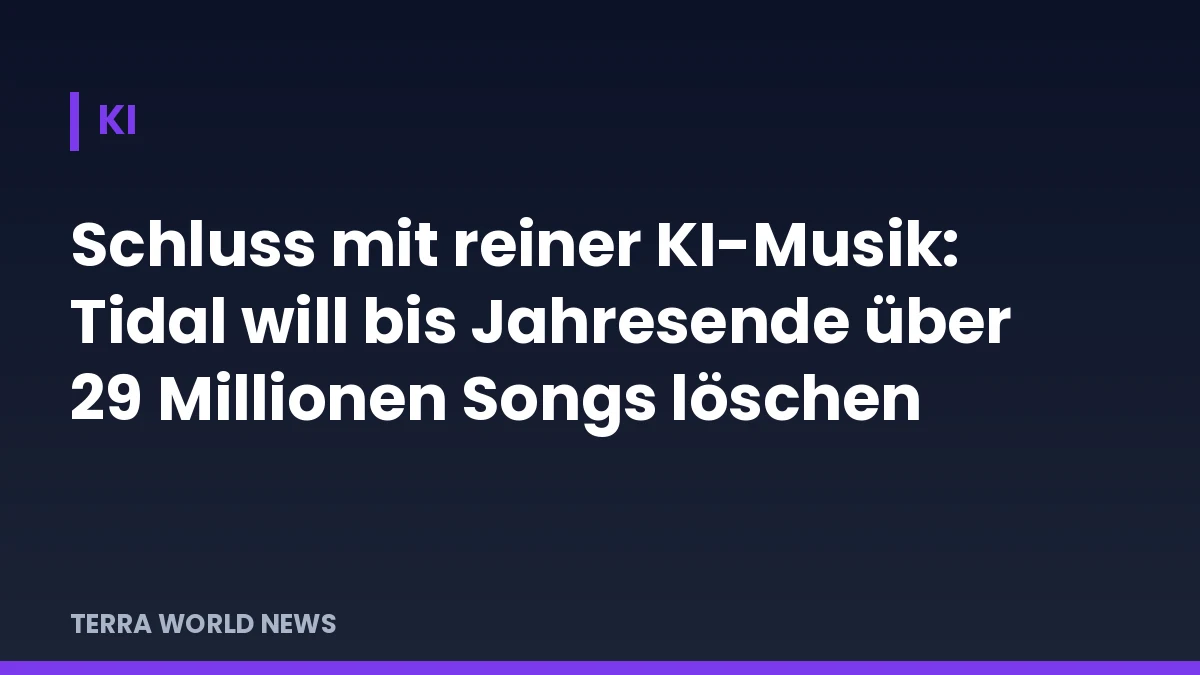 KI
Schluss mit reiner KI-Musik:
Tidal will bis Jahresende über
29 Millionen Songs löschen
TERRA WORLD NEWS